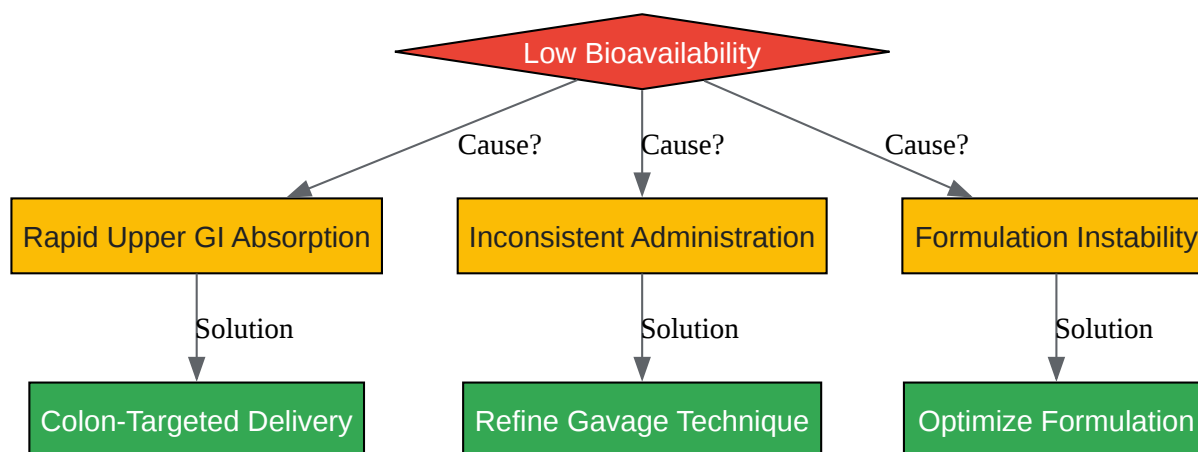 Low Bioavailability
Cause?
Cause?
Cause?
Rapid Upper GI Absorption
Inconsistent Administration
Formulation Instability
Solution
Solution
Solution
Colon-Targeted Delivery
Refine Gavage Technique
Optimize Formulation